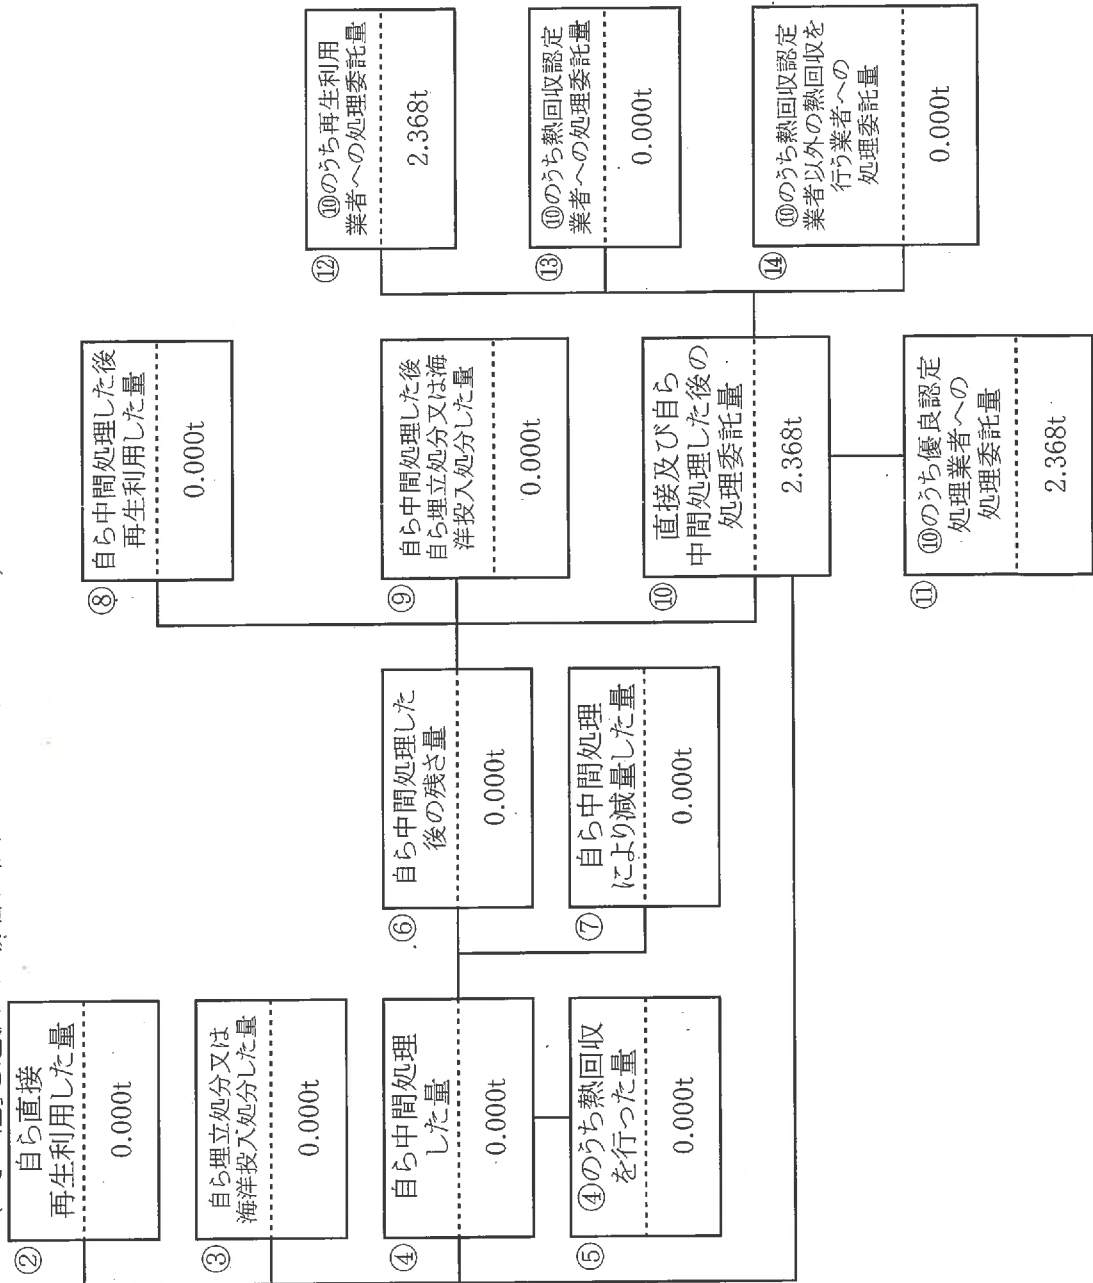 ②
自ら直接
再生利用した量
0.000t
③
自ら埋立処分又は
海洋投入処分した量
0.000t
④
自ら中間処理
した量
0.000t
⑤
④のうち熱回収
を行った量
0.000t
⑥
自ら中間処理した
後の残さ量
0.000t
⑦
自ら中間処理
により減量した量
0.000t
⑧
自ら中間処理した後
再生利用した量
0.000t
⑨
自ら中間処理した後
自ら埋立処分又は海
洋投入処分した量
0.000t
⑩
直接及び自ら
中間処理した後の
処理委託量
2.368t
⑪
⑩のうち優良認定
処理業者への
処理委託量
2.368t
⑫
⑩のうち再生利用
業者への処理委託量
2.368t
⑬
⑩のうち熱回収認定
業者への処理委託量
0.000t
⑭
⑩のうち熱回収認定
業者以外の熱回収を
行う業者への
処理委託量
0.000t